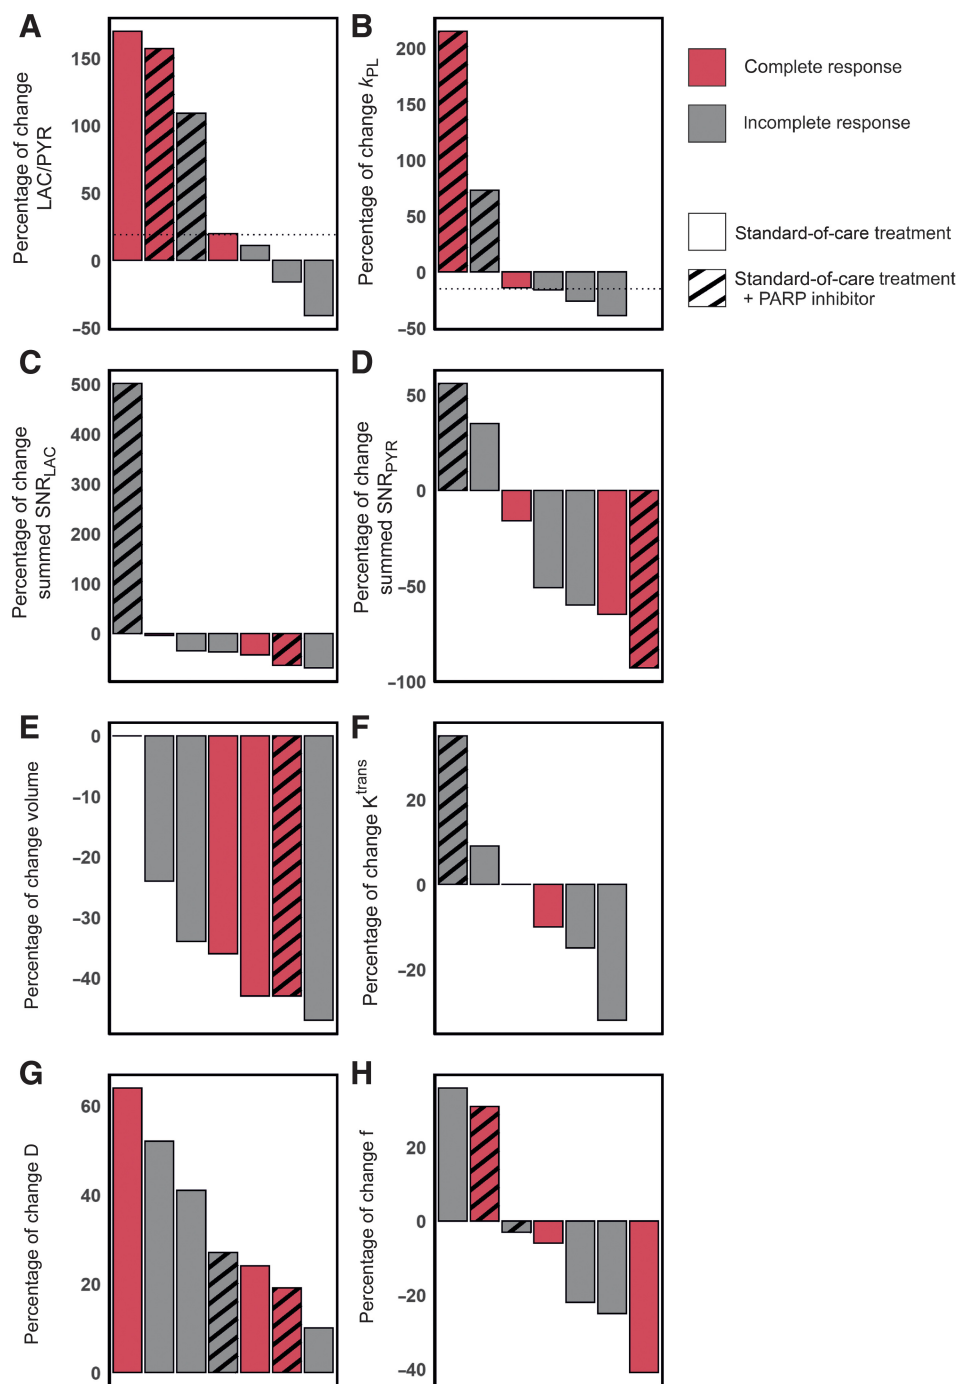 A
Percentage of change
LAC/PYR
150
100
50
0
−50
B
Percentage of change kPL
200
150
100
50
0
−50
Complete response
Incomplete response
Standard-of-care treatment
Standard-of-care treatment
+ PARP inhibitor
C
Percentage of change
summed SNRLAC
500
400
300
200
100
0
D
Percentage of change
summed SNRPYR
50
0
−50
−100
E
Percentage of change volume
0
−10
−20
−30
−40
F
Percentage of change Ktrans
20
0
−20
G
Percentage of change D
60
40
20
0
H
Percentage of change f
20
0
−20
−40